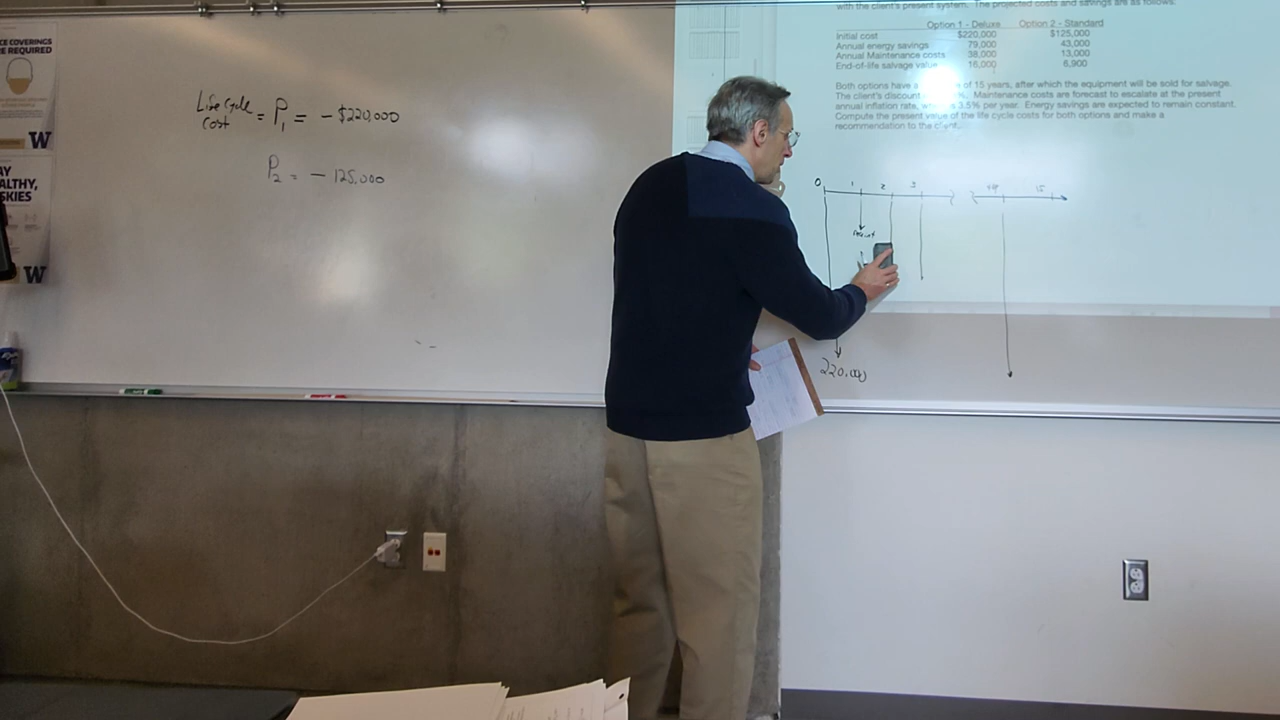 CE COVERINGS
RE REQUIRED
W
AY
ALTHY,
SKIES
W
Life cycle
cost = P1 = - $220,000
P2 = - 125,000
with the client's present system. The projected costs and savings are as follows:
Option 1 - Deluxe Option 2 - Standard
Initial cost $220,000 $125,000
Annual energy savings 79,000 43,000
Annual Maintenance costs 38,000 13,000
End-of-life salvage value 16,000 6,900
Both options have a of 15 years, after which the equipment will be sold for salvage.
The client's discount %. Maintenance costs are forecast to escalate at the present
annual inflation rate, 3.5% per year. Energy savings are expected to remain constant.
Compute the present value of the life cycle costs for both options and make a
recommendation to the client.
0 1 2 3 15
220,000